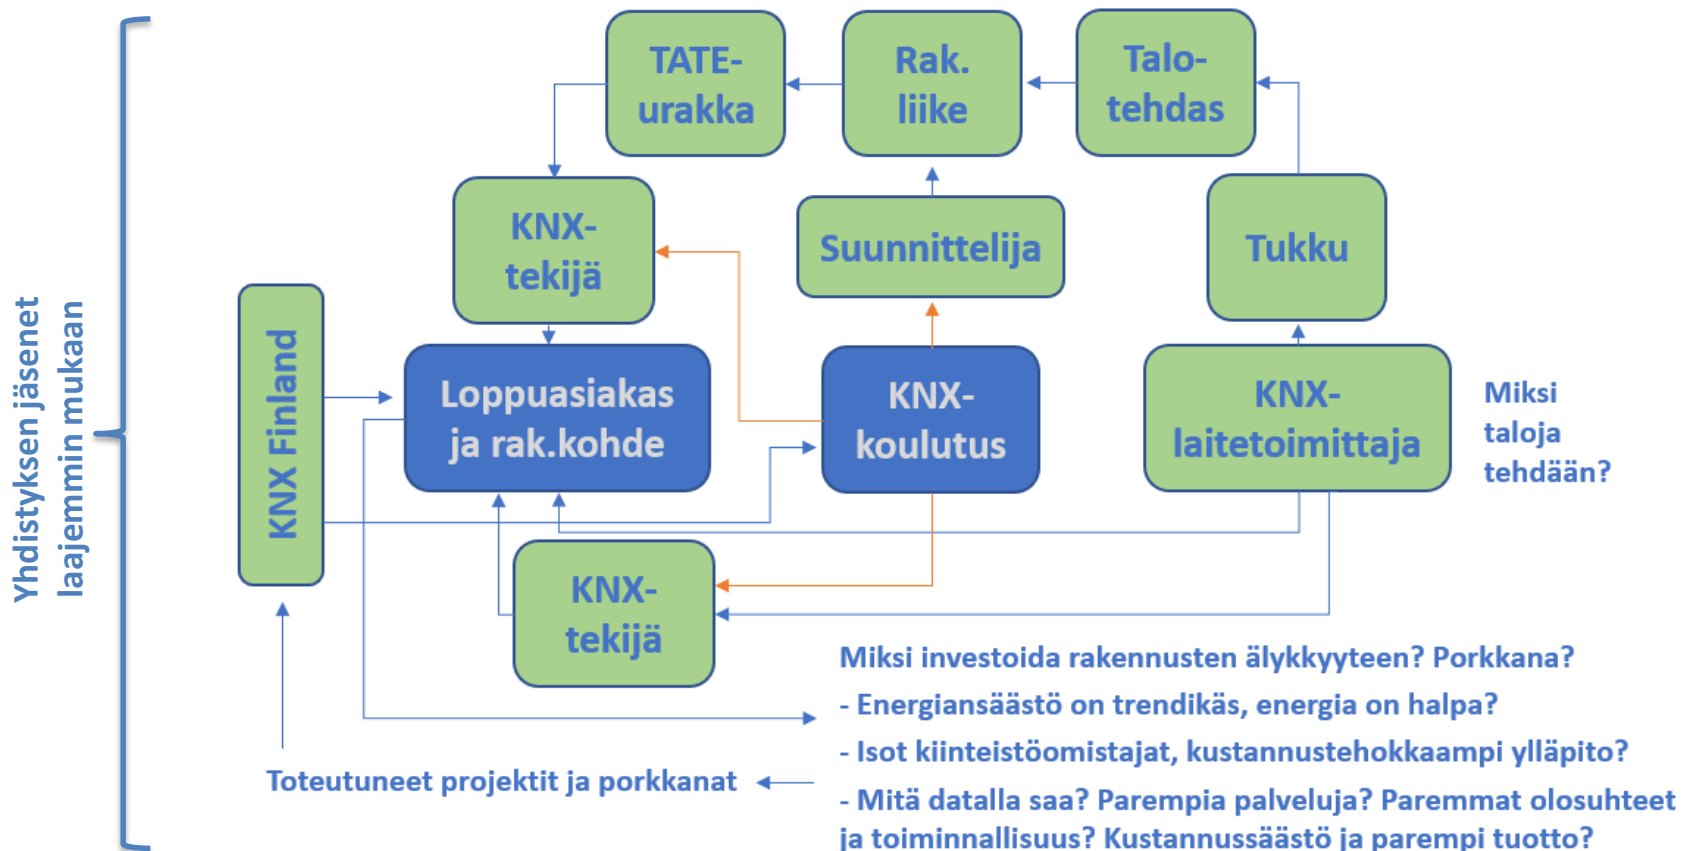 Yhdistyksen jäsenet
laajemmin mukaan
TATE-
urakka
Rak.
liike
Talo-
tehdas
KNX-
tekijä
Suunnittelija
Tukku
KNX Finland
Loppuasiakas
ja rak.kohde
KNX-
koulutus
KNX-
laitetoimittaja
Miksi
taloja
tehdään?
KNX-
tekijä
Miksi investoida rakennusten älykkyyteen? Porkkana?
- Energiansäästö on trendikäs, energia on halpa?
- Isot kiinteistöomistajat, kustannustehokkaampi ylläpito?
- Mitä datalla saa? Parempia palveluja? Paremmat olosuhteet
ja toiminnallisuus? Kustannussäästö ja parempi tuotto?
Toteutuneet projektit ja porkkanat